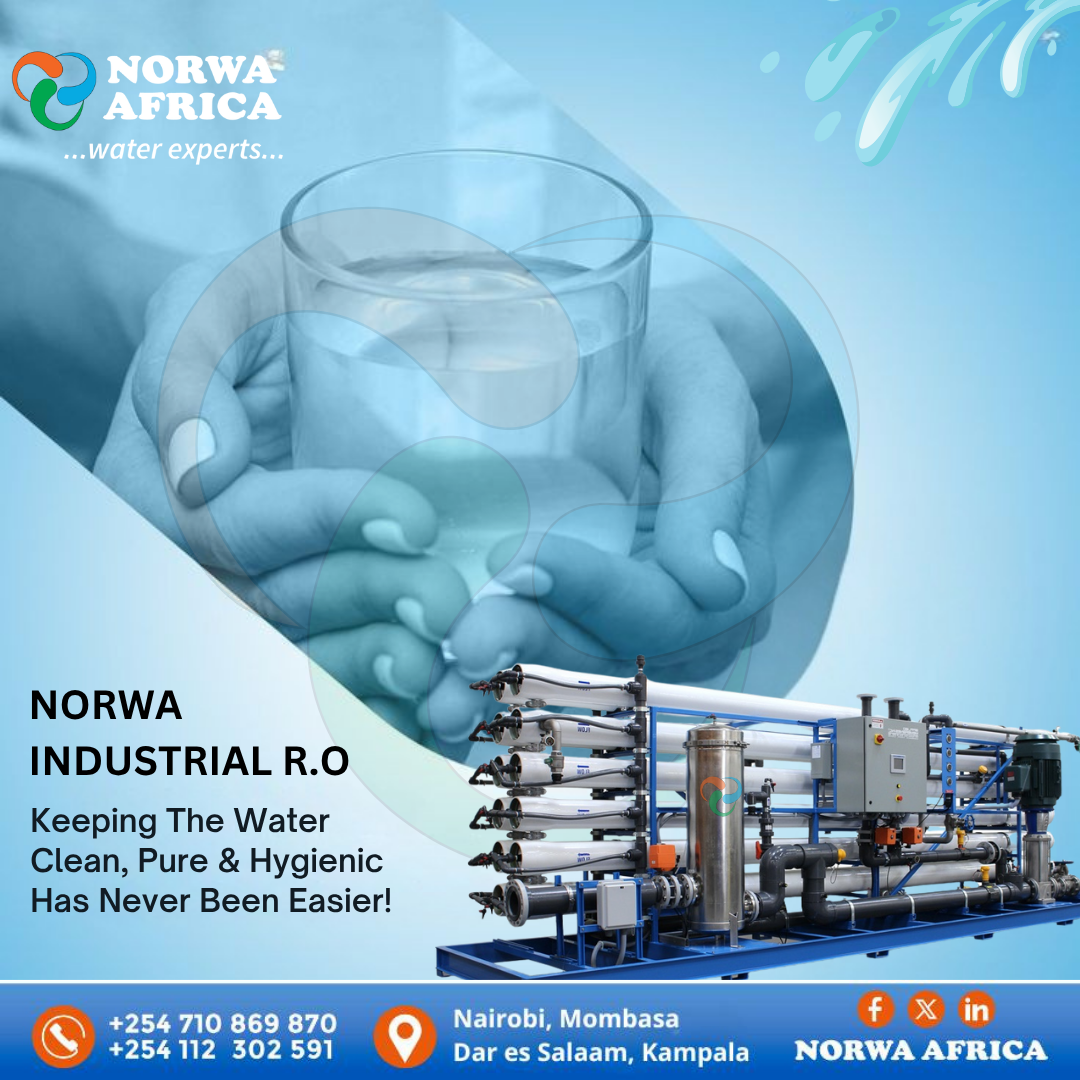 NORWA
AFRICA
...water experts...
NORWA
INDUSTRIAL R.O
Keeping The Water
Clean, Pure & Hygienic
Has Never Been Easier!
+254 710 869 870
+254 112 302 591
Nairobi, Mombasa
Dar es Salaam, Kampala
NORWA AFRICA